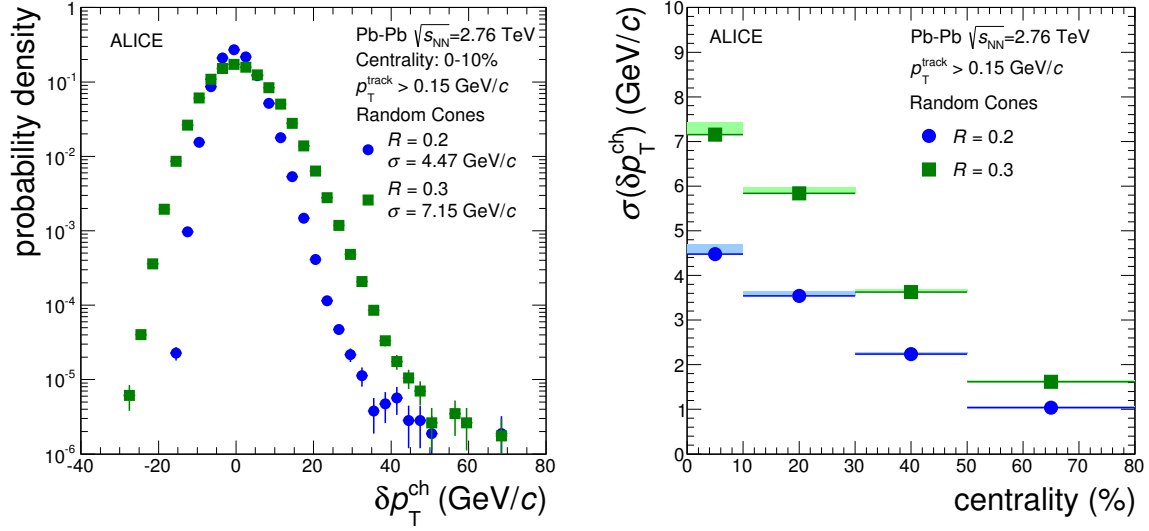 ALICE
Pb-Pb √s_NN=2.76 TeV
Centrality: 0-10%
p_T^track > 0.15 GeV/c
Random Cones
R = 0.2
σ = 4.47 GeV/c
R = 0.3
σ = 7.15 GeV/c
probability density
10^-1
10^-2
10^-3
10^-4
10^-5
10^-6
-40 -20 0 20 40 60 80
δp_T^ch (GeV/c)
ALICE
Pb-Pb √s_NN=2.76 TeV
p_T^track > 0.15 GeV/c
Random Cones
R = 0.2
R = 0.3
σ(δp_T^ch) (GeV/c)
10
9
8
7
6
5
4
3
2
1
0
0 10 20 30 40 50 60 70 80
centrality (%)